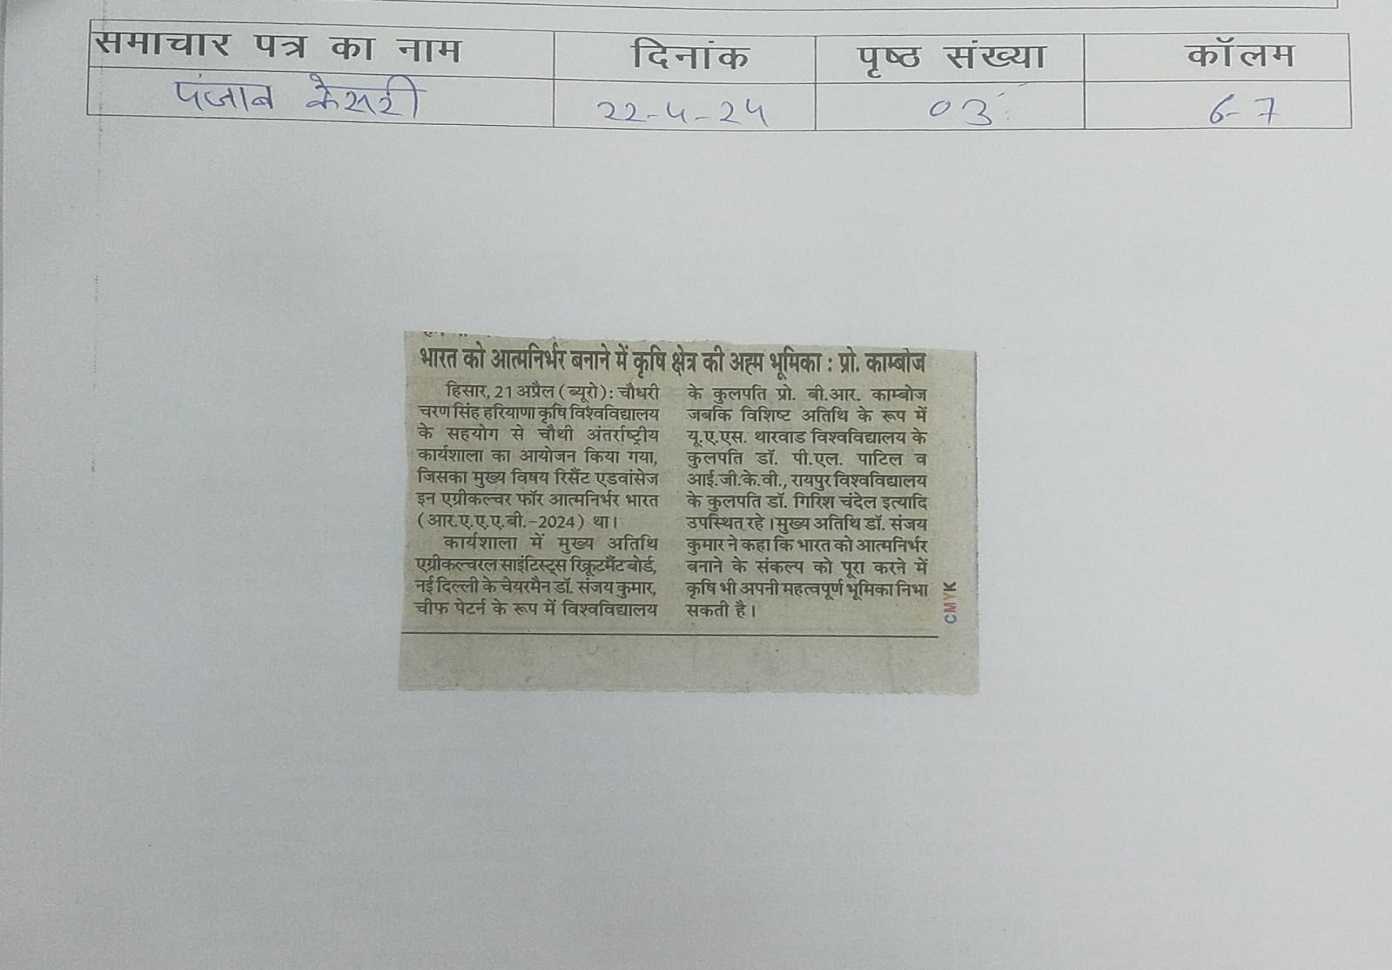 समाचार पत्र का नाम दिनांक पृष्ठ संख्या कॉलम
पंजाब केसरी 22-4-24 03 6-7
भारत को आत्मनिर्भर बनाने में कृषि क्षेत्र की अह्म भूमिका : प्रो. काम्बोज
हिसार, 21 अप्रैल (ब्यूरो): चौधरी
चरण सिंह हरियाणा कृषि विश्वविद्यालय
के सहयोग से चौथी अंतर्राष्ट्रीय
कार्यशाला का आयोजन किया गया,
जिसका मुख्य विषय रिसैंट एडवांसेज
इन एग्रीकल्चर फॉर आत्मनिर्भर भारत
(आर.ए.ए.ए.बी.-2024) था।
कार्यशाला में मुख्य अतिथि
एग्रीकल्चरल साइंटिस्ट्स रिक्रूटमैंट बोर्ड,
नई दिल्ली के चेयरमैन डॉ. संजय कुमार,
चीफ पेटर्न के रूप में विश्वविद्यालय
के कुलपति प्रो. बी.आर. काम्बोज
जबकि विशिष्ट अतिथि के रूप में
यू.ए.एस. धारवाड विश्वविद्यालय के
कुलपति डॉ. पी.एल. पाटिल व
आई.जी.के.वी., रायपुर विश्वविद्यालय
के कुलपति डॉ. गिरिश चंदेल इत्यादि
उपस्थित रहे। मुख्य अतिथि डॉ. संजय
कुमार ने कहा कि भारत को आत्मनिर्भर
बनाने के संकल्प को पूरा करने में
कृषि भी अपनी महत्वपूर्ण भूमिका निभा
सकती है।
CMYK